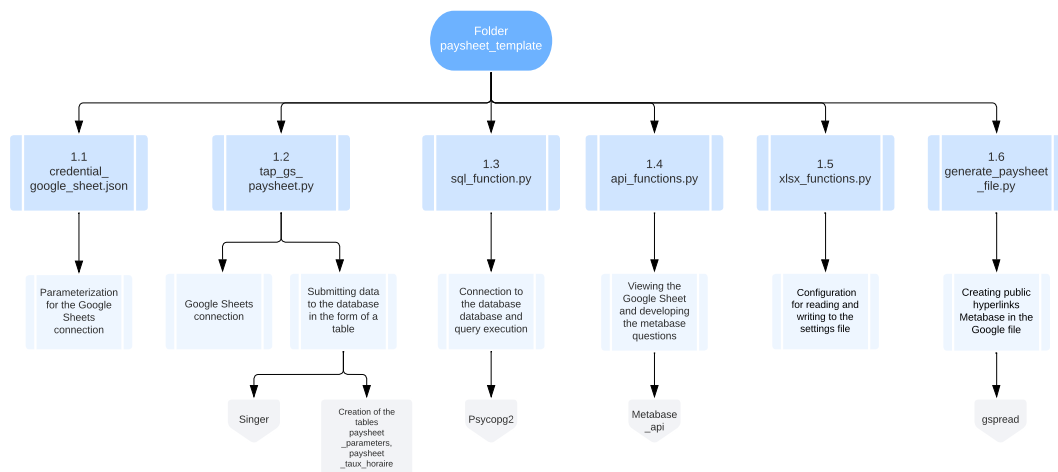 Folder
paysheet_template
1.1
credential_
google_sheet.json
1.2
tap_gs_
paysheet.py
1.3
sql_function.py
1.4
api_functions.py
1.5
xlsx_functions.py
1.6
generate_paysheet
_file.py
Parameterization
for the Google
Sheets
connection
Google Sheets
connection
Submitting data
to the database
in the form of a
table
Connection to
the database
database and
query execution
Viewing the
Google Sheet
and developing
the metabase
questions
Configuration
for reading and
writing to the
settings file
Creating public
hyperlinks
Metabase in the
Google file
Singer
Creation of the
tables
paysheet
_parameters,
paysheet
_taux_horaire
Psycopg2
Metabase
_api
gspread